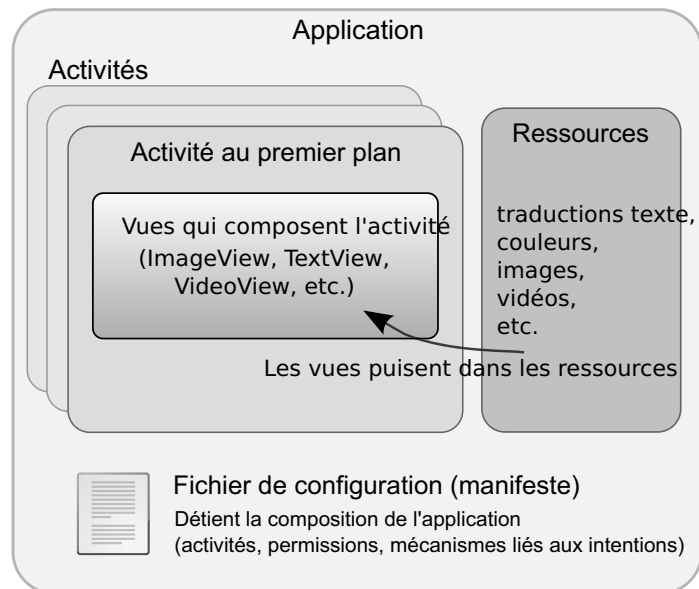 Application
Activités
Activité au premier plan
Vues qui composent l'activité
(ImageView, TextView,
VideoView, etc.)
Ressources
traductions texte,
couleurs,
images,
vidéos,
etc.
Les vues puisent dans les ressources
Fichier de configuration (manifeste)
Détient la composition de l'application
(activités, permissions, mécanismes liés aux intentions)